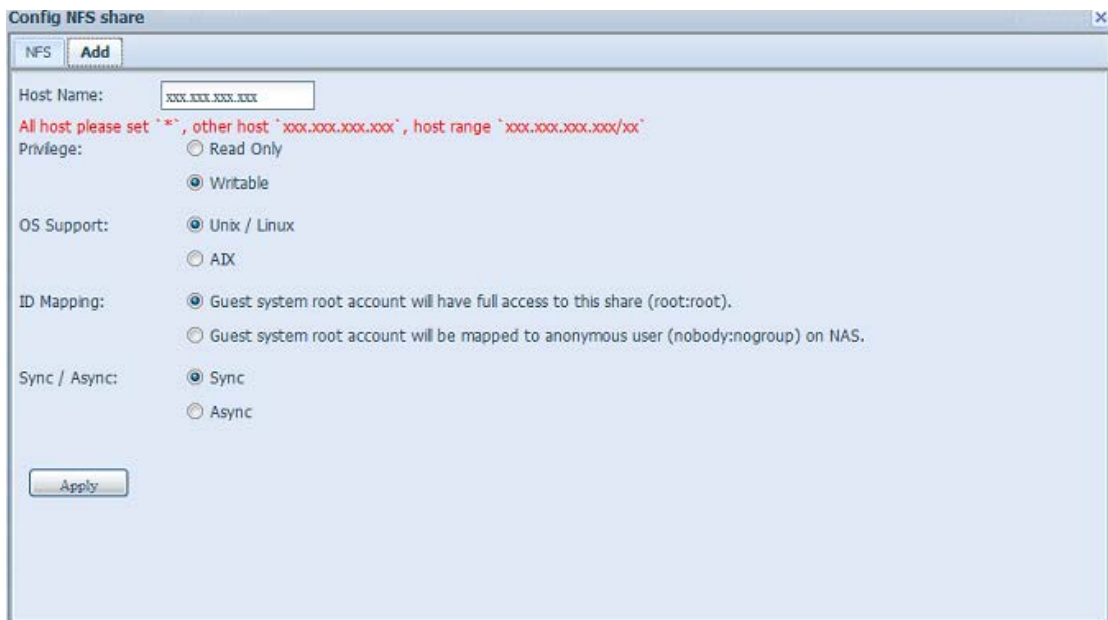 Config NFS share
NFS Add
Host Name: xxx.xxx.xxx.xxx
All host please set `*`, other host `xxx.xxx.xxx.xxx`, host range `xxx.xxx.xxx.xxx/xx`
Privilege: Read Only
Writable
OS Support: Unix / Linux
AIX
ID Mapping: Guest system root account will have full access to this share (root:root).
Guest system root account will be mapped to anonymous user (nobody:nogroup) on NAS.
Sync / Async: Sync
Async
Apply